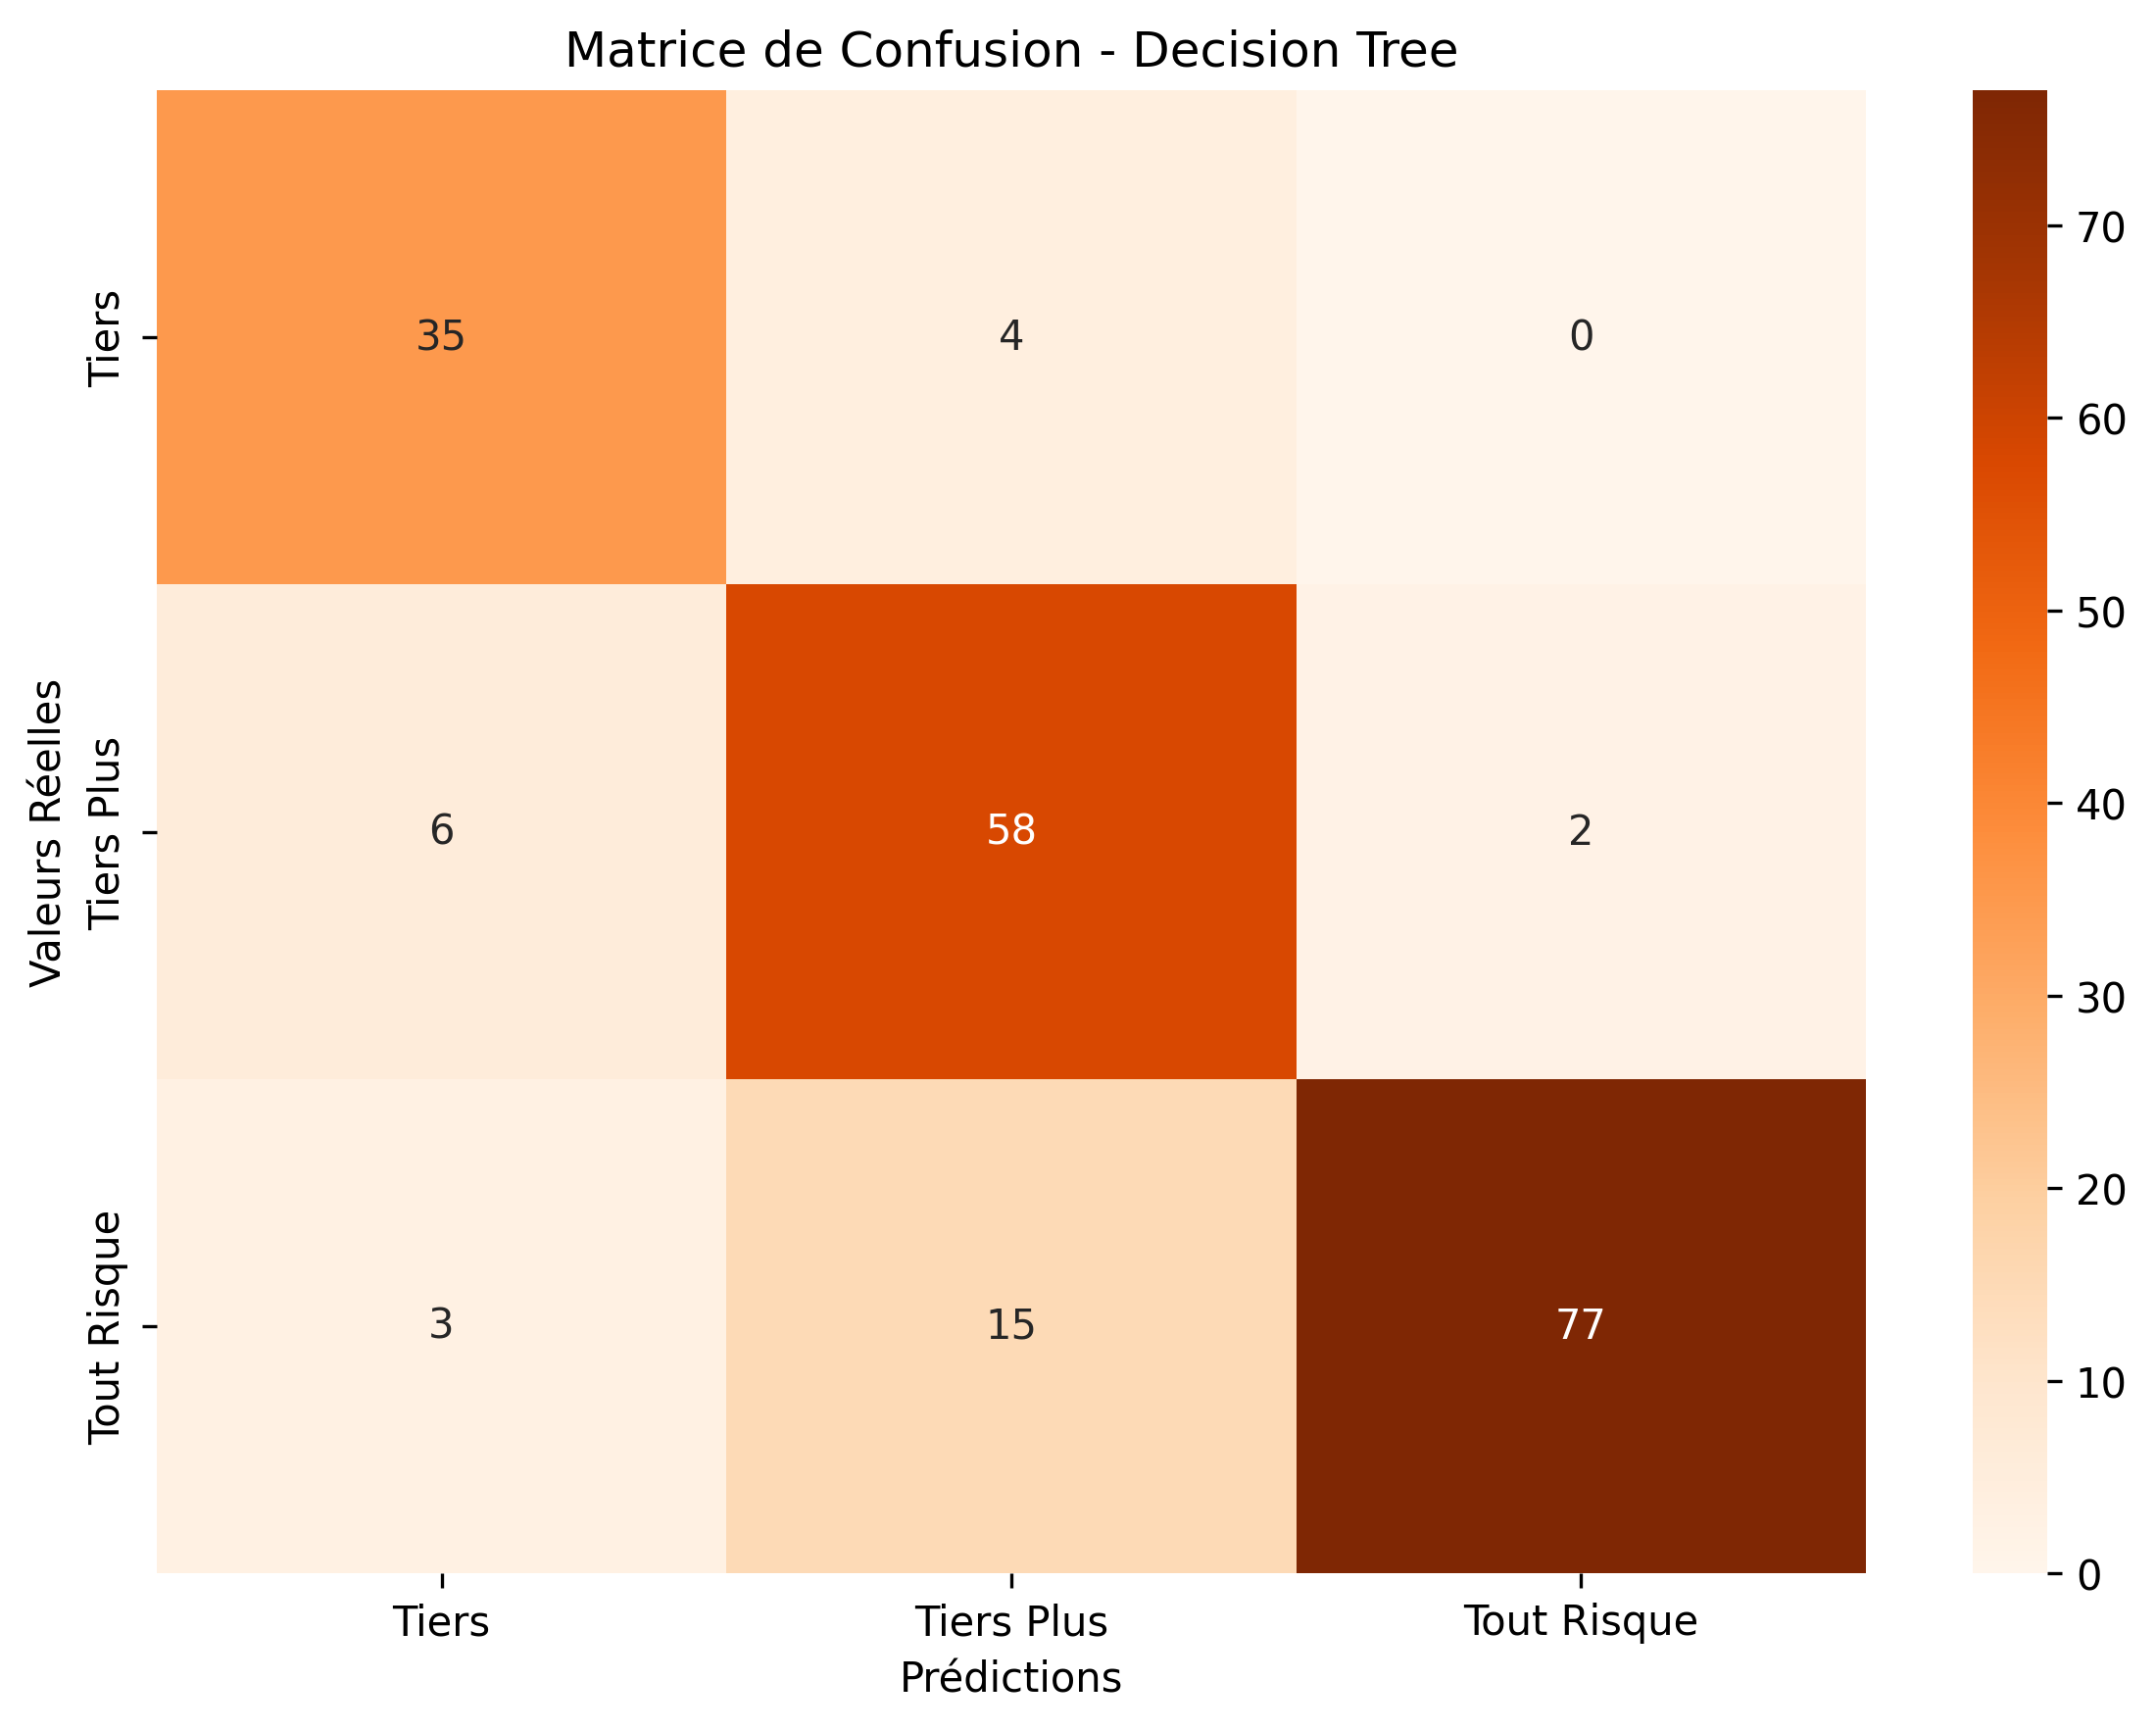 Matrice de Confusion - Decision Tree
Valeurs Réelles
Tiers
35
4
0
Tiers Plus
6
58
2
Tout Risque
3
15
77
Tiers
Tiers Plus
Tout Risque
Prédictions
70
60
50
40
30
20
10
0